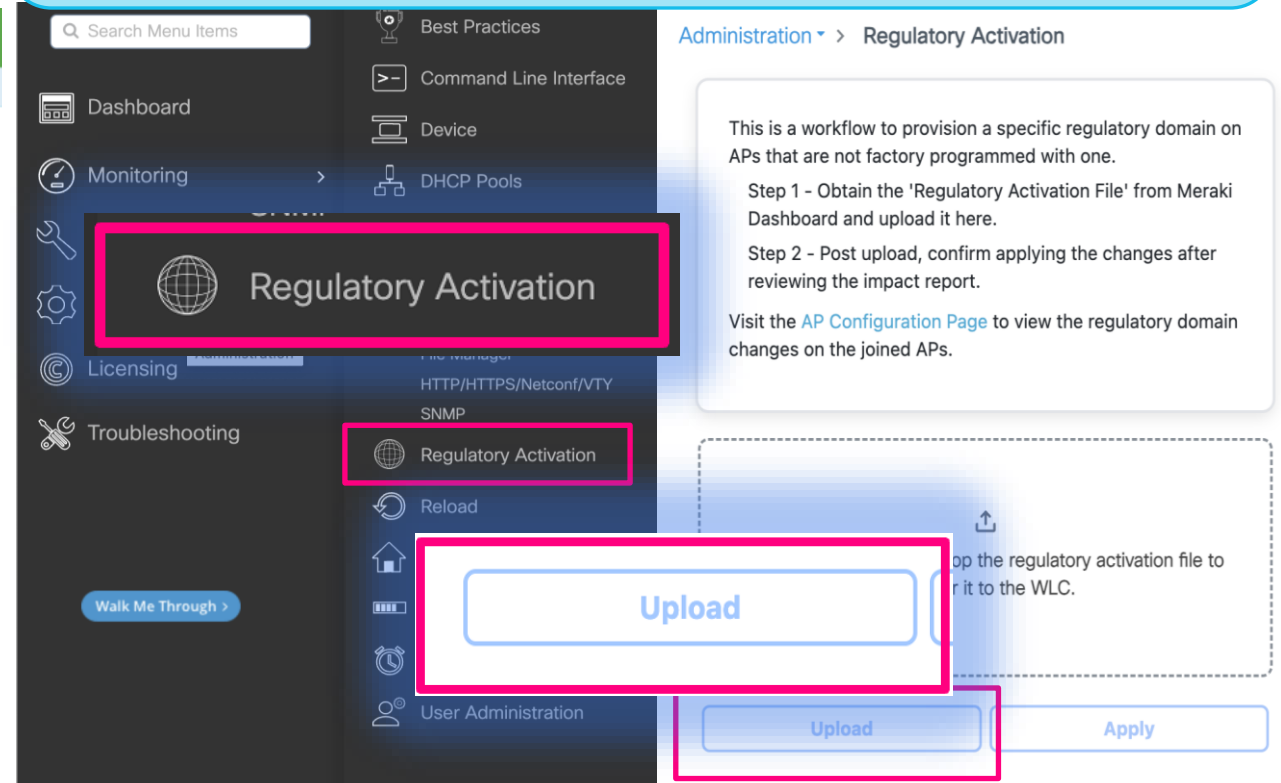 Search Menu Items
Dashboard
Monitoring
Licensing
Troubleshooting
Walk Me Through >
Best Practices
Command Line Interface
Device
DHCP Pools
Regulatory Activation
File Manager
HTTP/HTTPS/Netconf/VTY
SNMP
Regulatory Activation
Reload
User Administration
Administration > Regulatory Activation
This is a workflow to provision a specific regulatory domain on
APs that are not factory programmed with one.
Step 1 - Obtain the 'Regulatory Activation File' from Meraki
Dashboard and upload it here.
Step 2 - Post upload, confirm applying the changes after
reviewing the impact report.
Visit the AP Configuration Page to view the regulatory domain
changes on the joined APs.
the regulatory activation file to
it to the WLC.
Upload
Upload
Apply